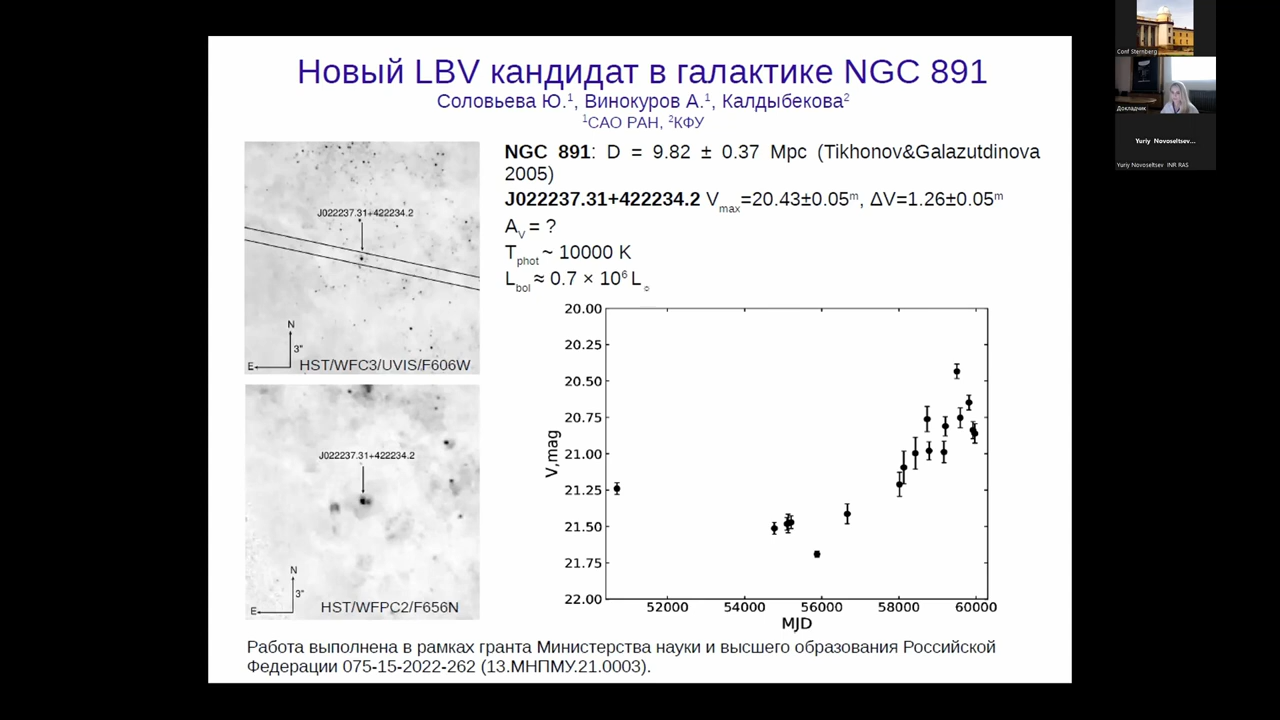 Новый LBV кандидат в галактике NGC 891
Соловьева Ю.¹, Винокуров А.¹, Калдыбекова²
¹САО РАН, ²КФУ
NGC 891: D = 9.82 ± 0.37 Mpc (Tikhonov&Galazutdinova
2005)
J022237.31+422234.2 Vmax=20.43±0.05ᵐ, ΔV=1.26±0.05ᵐ
AV = ?
Tphot ~ 10000 K
Lbol ≈ 0.7 × 10⁶ L☉
J022237.31+422234.2
N
3"
E
HST/WFC3/UVIS/F606W
J022237.31+422234.2
N
3"
E
HST/WFPC2/F656N
20.00
20.25
20.50
20.75
21.00
21.25
21.50
21.75
22.00
V,mag
52000 54000 56000 58000 60000
MJD
Работа выполнена в рамках гранта Министерства науки и высшего образования Российской
Федерации 075-15-2022-262 (13.МНПМУ.21.0003).
Conf Sternberg
Докладчик
Yuriy Novoseltsev...
Yuriy Novoseltsev INR RAS